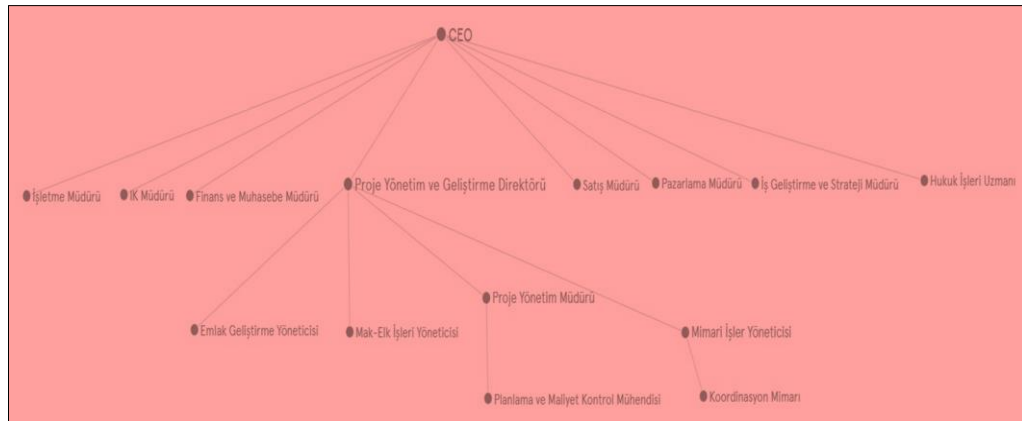 CEO
İşletme Müdürü
IK Müdürü
Finans ve Muhasebe Müdürü
Proje Yönetim ve Geliştirme Direktörü
Satış Müdürü
Pazarlama Müdürü
İş Geliştirme ve Strateji Müdürü
Hukuk İşleri Uzmanı
Proje Yönetim Müdürü
Emlak Geliştirme Yöneticisi
Mak-Elk İşleri Yöneticisi
Mimari İşler Yöneticisi
Planlama ve Maliyet Kontrol Mühendisi
Koordinasyon Mimarı